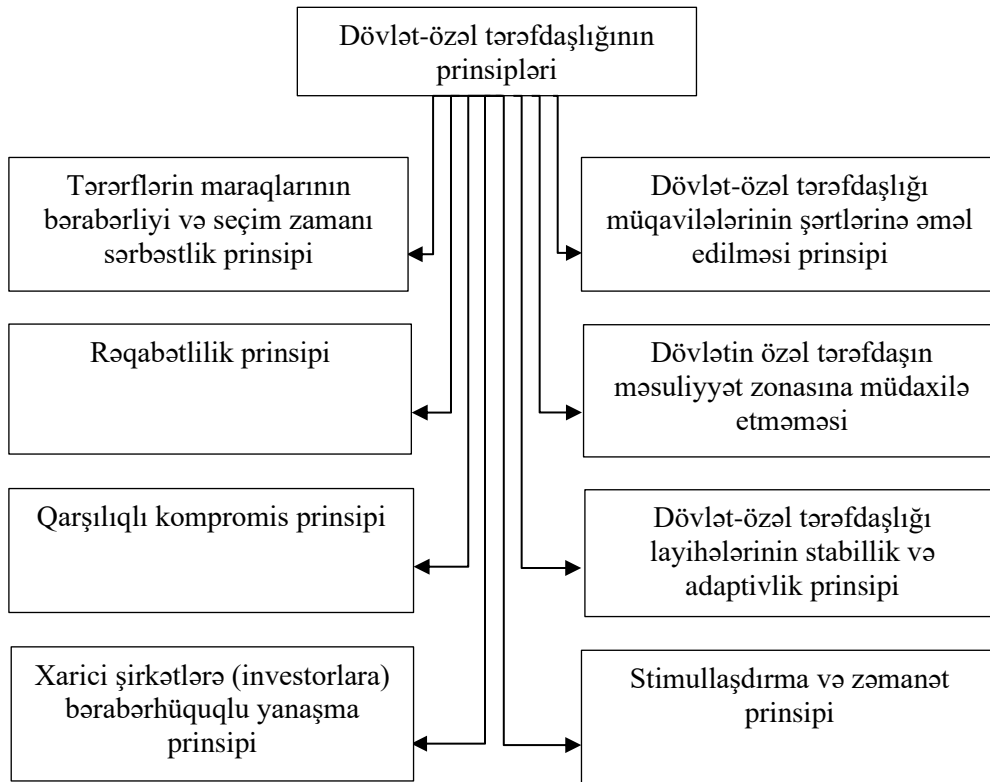 Dövlət-özəl tərəfdaşlığının
prinsipləri
Tərərflərin maraqlarının
bərabərliyi və seçim zamanı
sərbəstlik prinsipi
Rəqabətlilik prinsipi
Qarşılıqlı kompromis prinsipi
Xarici şirkətlərə (investorlara)
bərabərhüquqlu yanaşma
prinsipi
Dövlət-özəl tərəfdaşlığı
müqavilələrinin şərtlərinə əməl
edilməsi prinsipi
Dövlətin özəl tərəfdaşın
məsuliyyət zonasına müdaxilə
etməməsi
Dövlət-özəl tərəfdaşlığı
layihələrinin stabillik və
adaptivlik prinsipi
Stimullaşdırma və zəmanət
prinsipi